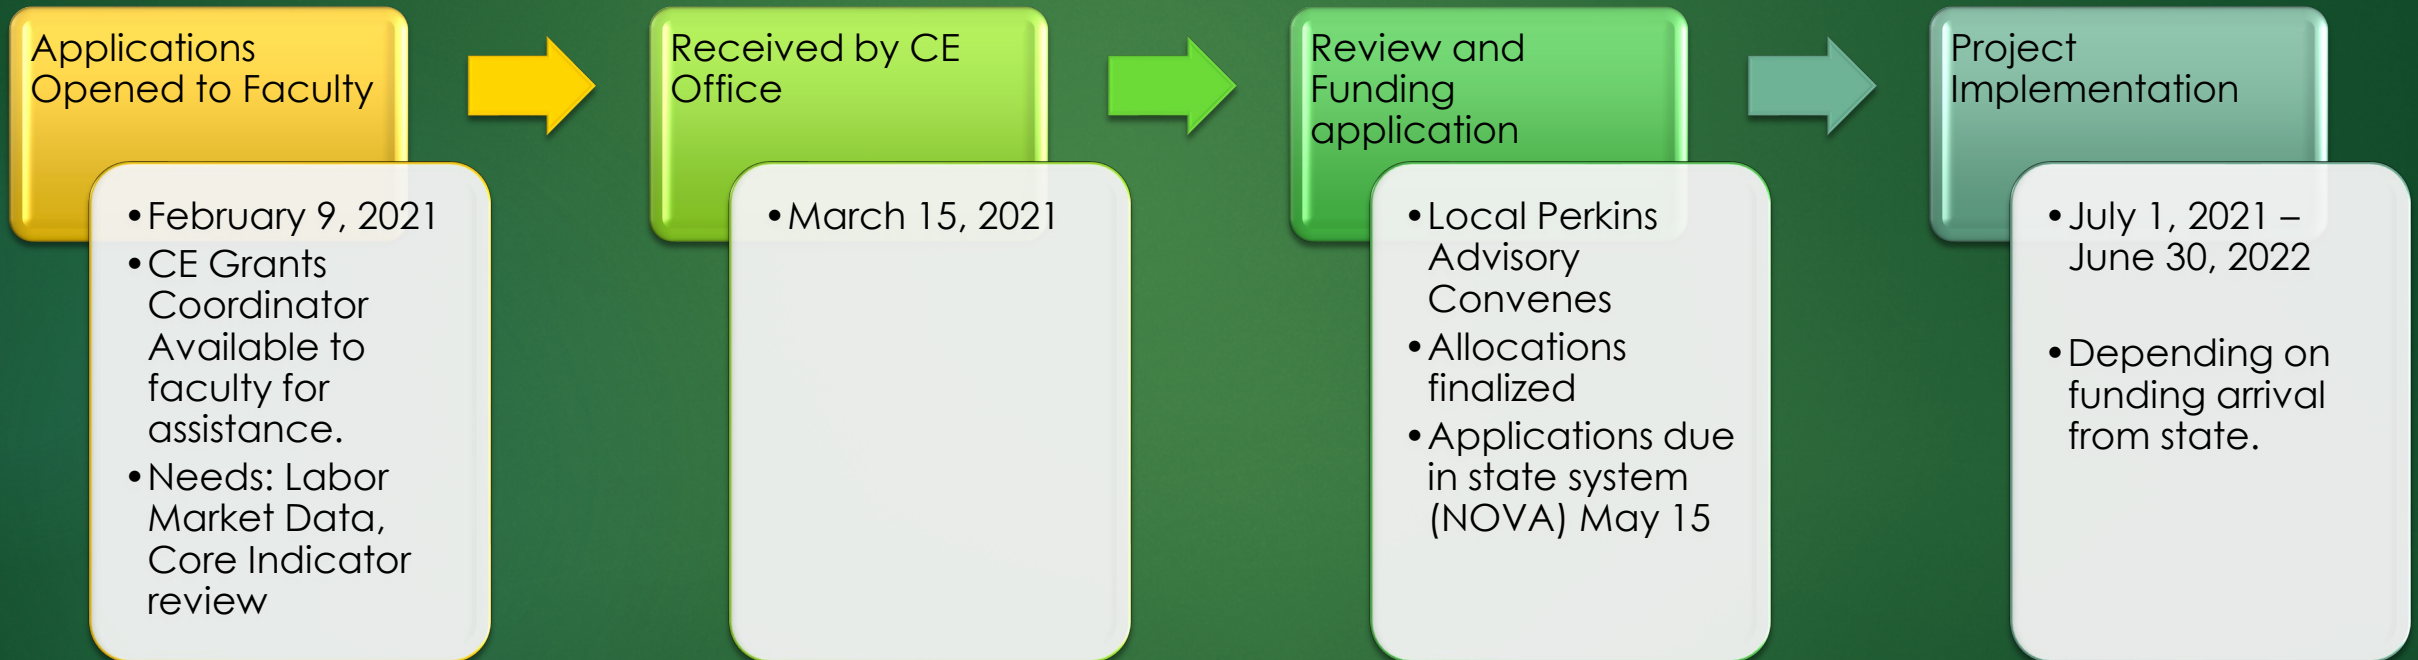 Applications
Opened to Faculty
•February 9, 2021
•CE Grants
Coordinator
Available to
faculty for
assistance.
•Needs: Labor
Market Data,
Core Indicator
review
Received by CE
Office
•March 15, 2021
Review and
Funding
application
•Local Perkins
Advisory
Convenes
•Allocations
finalized
•Applications due
in state system
(NOVA) May 15
Project
Implementation
•July 1, 2021 –
June 30, 2022
•Depending on
funding arrival
from state.